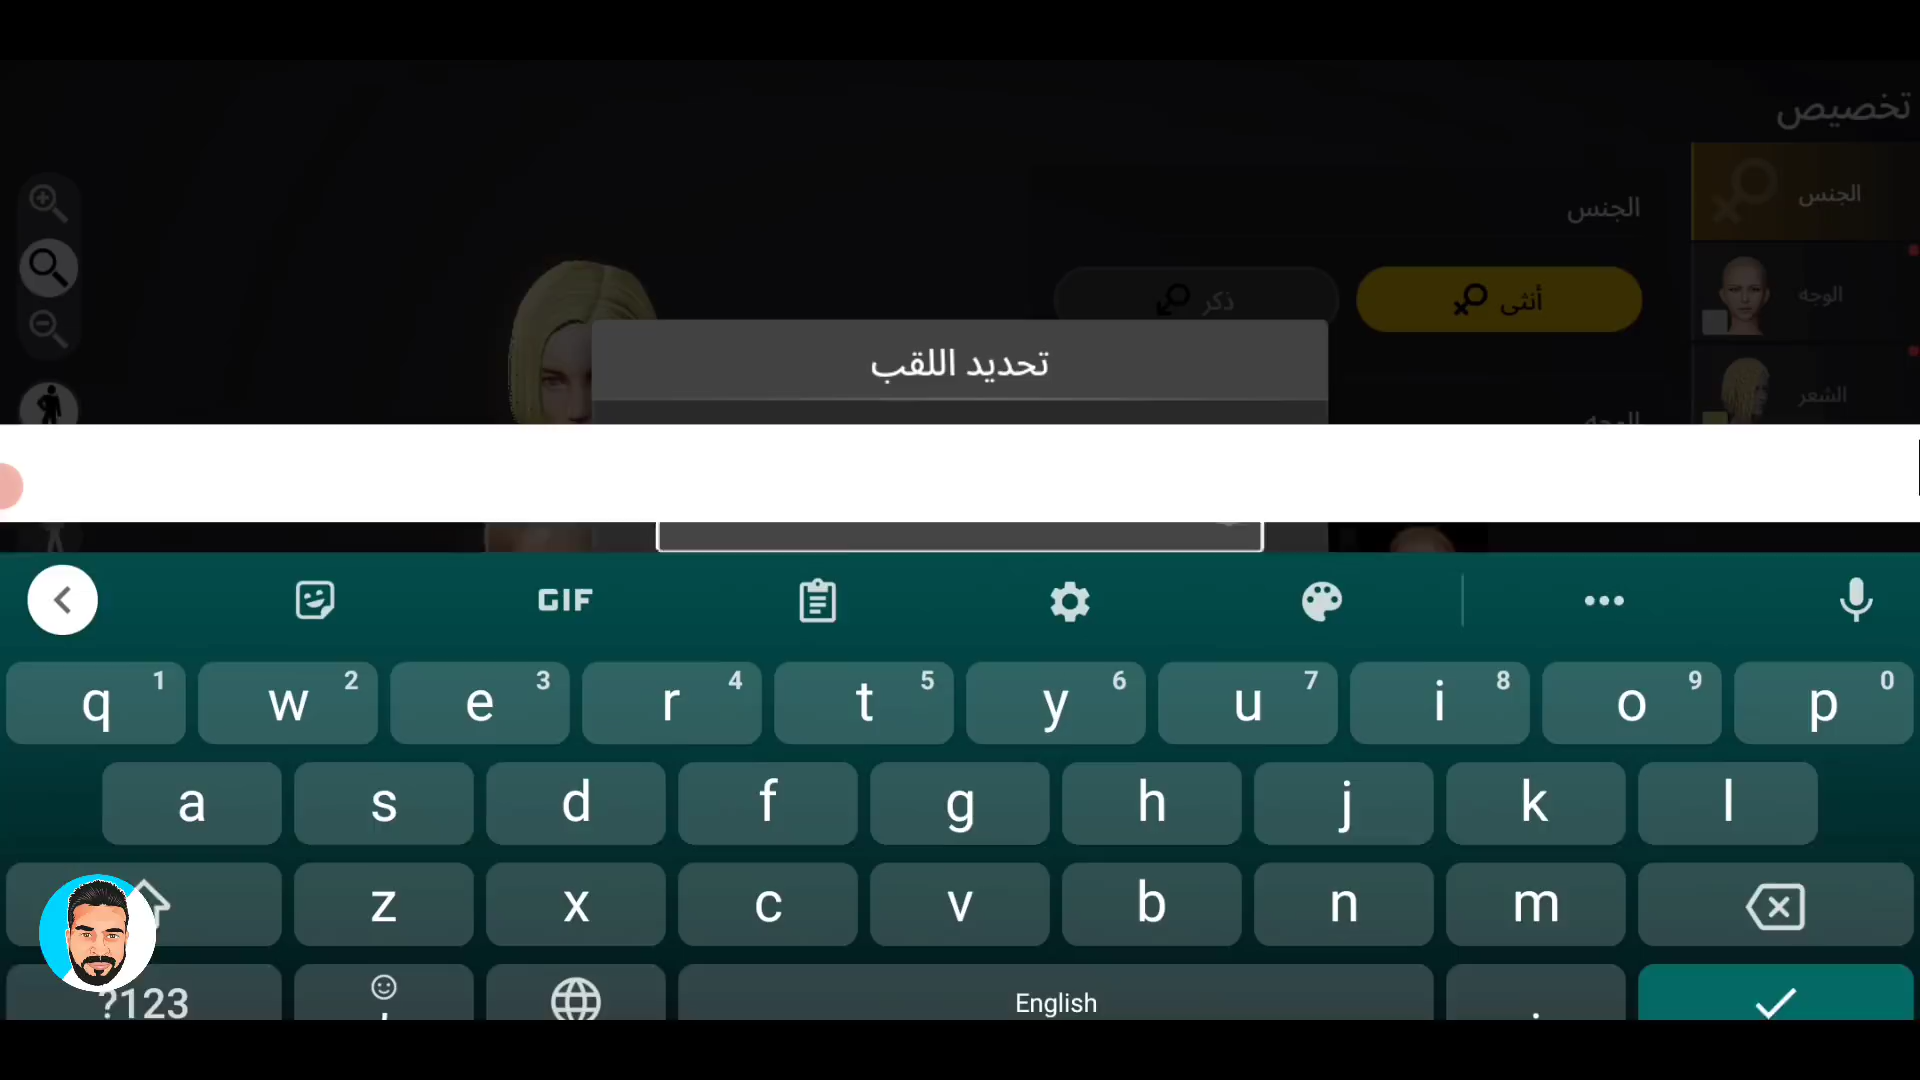 تخصيص
الجنس
الجنس
أنثى
ذكر
الوجه
الشعر
تحديد اللقب
GIF
q 1 w 2 e 3 r 4 t 5 y 6 u 7 i 8 o 9 p 0
a s d f g h j k l
z x c v b n m
?123 , English .